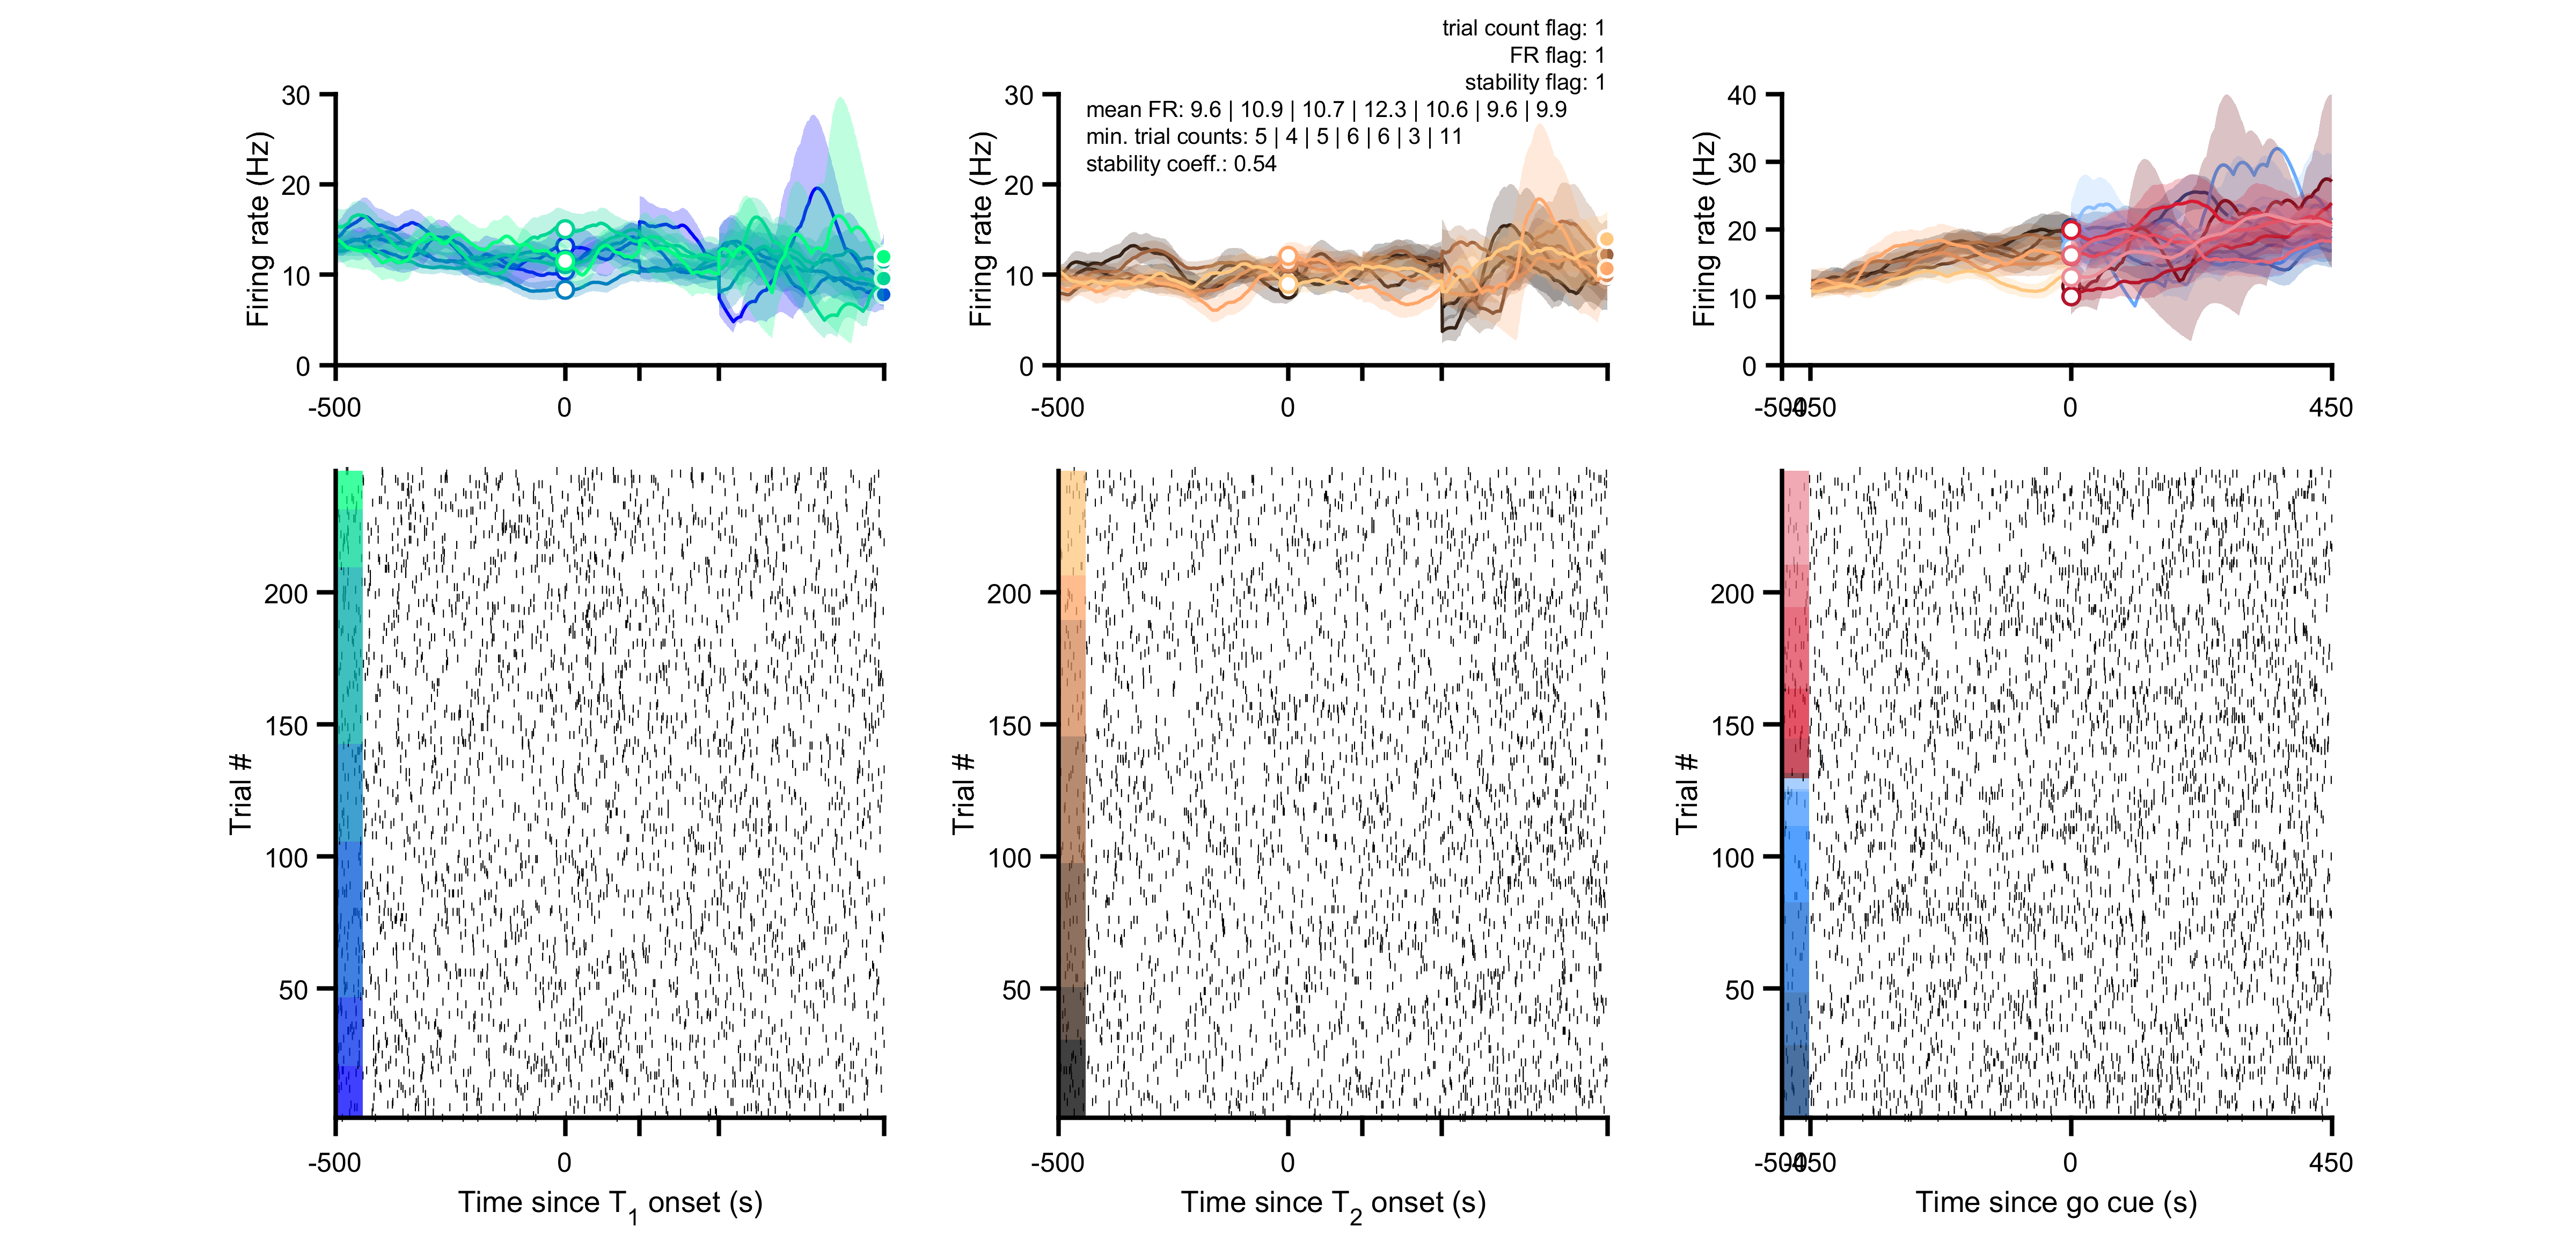 trial count flag: 1
FR flag: 1
stability flag: 1
mean FR: 9.6 | 10.9 | 10.7 | 12.3 | 10.6 | 9.6 | 9.9
min. trial counts: 5 | 4 | 5 | 6 | 6 | 3 | 11
stability coeff.: 0.54
Firing rate (Hz)
30
20
10
0
-500
0
Firing rate (Hz)
30
20
10
0
-500
0
Firing rate (Hz)
40
30
20
10
0
-500
-450
0
450
Trial #
200
150
100
50
-500
0
Time since T1 onset (s)
Trial #
200
150
100
50
-500
0
Time since T2 onset (s)
Trial #
200
150
100
50
-500
-450
0
450
Time since go cue (s)